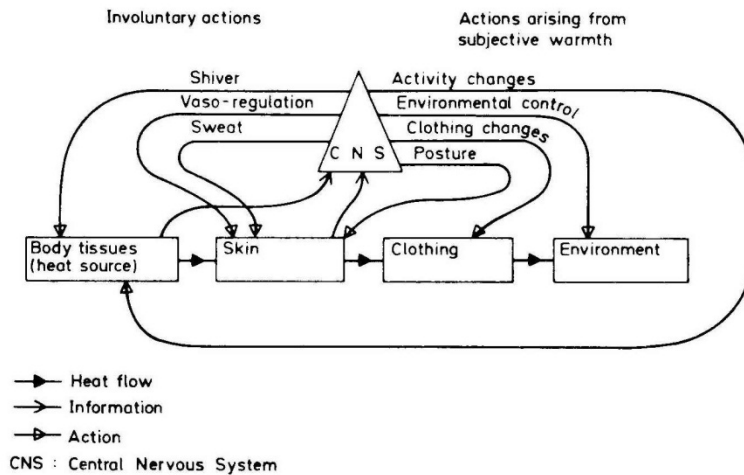 Involuntary actions
Actions arising from
subjective warmth
Shiver
Activity changes
Vaso-regulation
Environmental control
Sweat
Clothing changes
C N S
Posture
Body tissues
(heat source)
Skin
Clothing
Environment
Heat flow
Information
Action
CNS : Central Nervous System